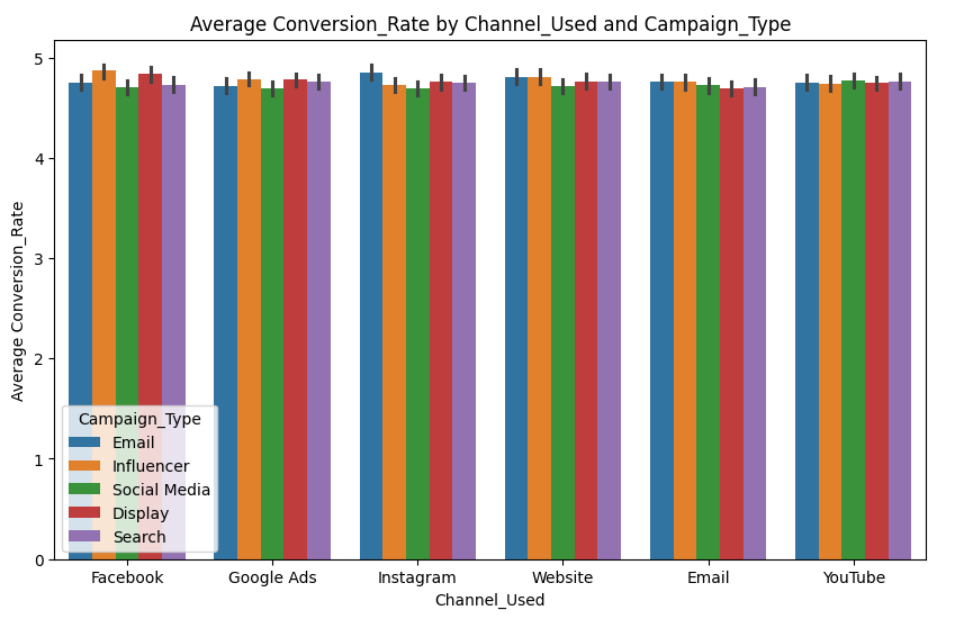 Average Conversion_Rate by Channel_Used and Campaign_Type
Average Conversion_Rate
5
4
3
2
1
0
Campaign_Type
Email
Influencer
Social Media
Display
Search
Facebook Google Ads Instagram Website Email YouTube
Channel_Used